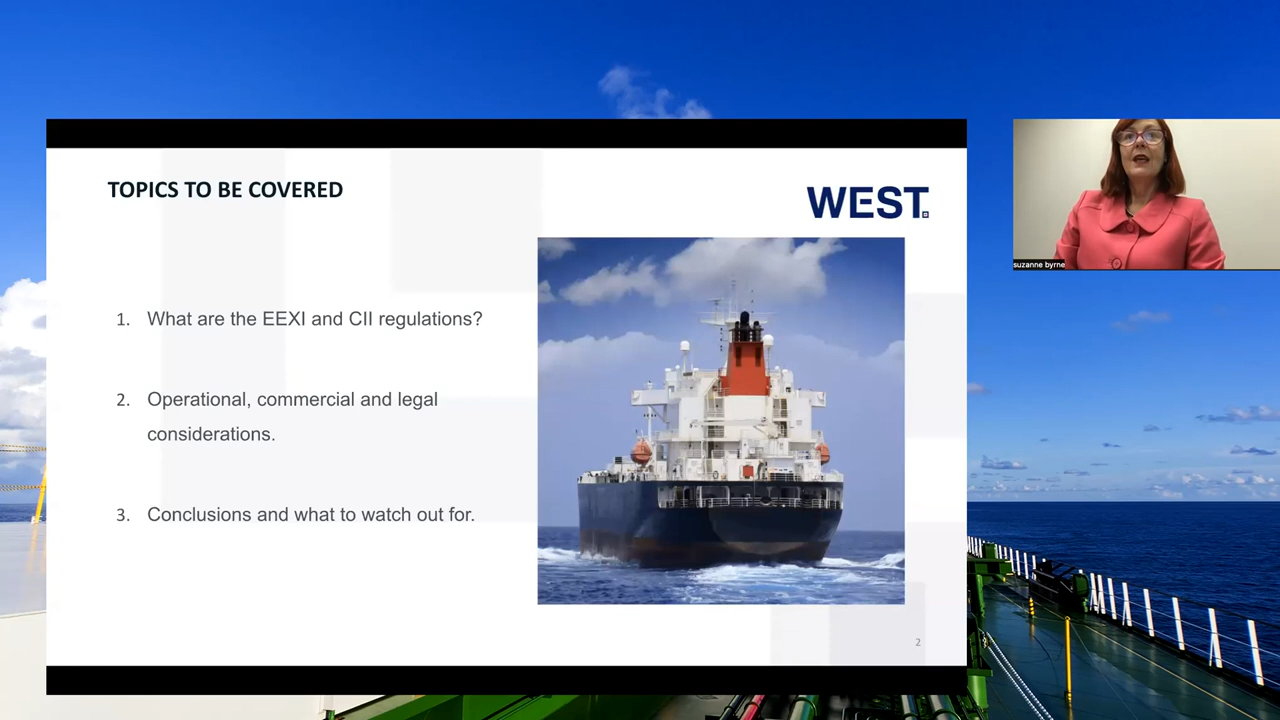 TOPICS TO BE COVERED
WEST.
1. What are the EEXI and CII regulations?
2. Operational, commercial and legal
considerations.
3. Conclusions and what to watch out for.
2
suzanne byrne